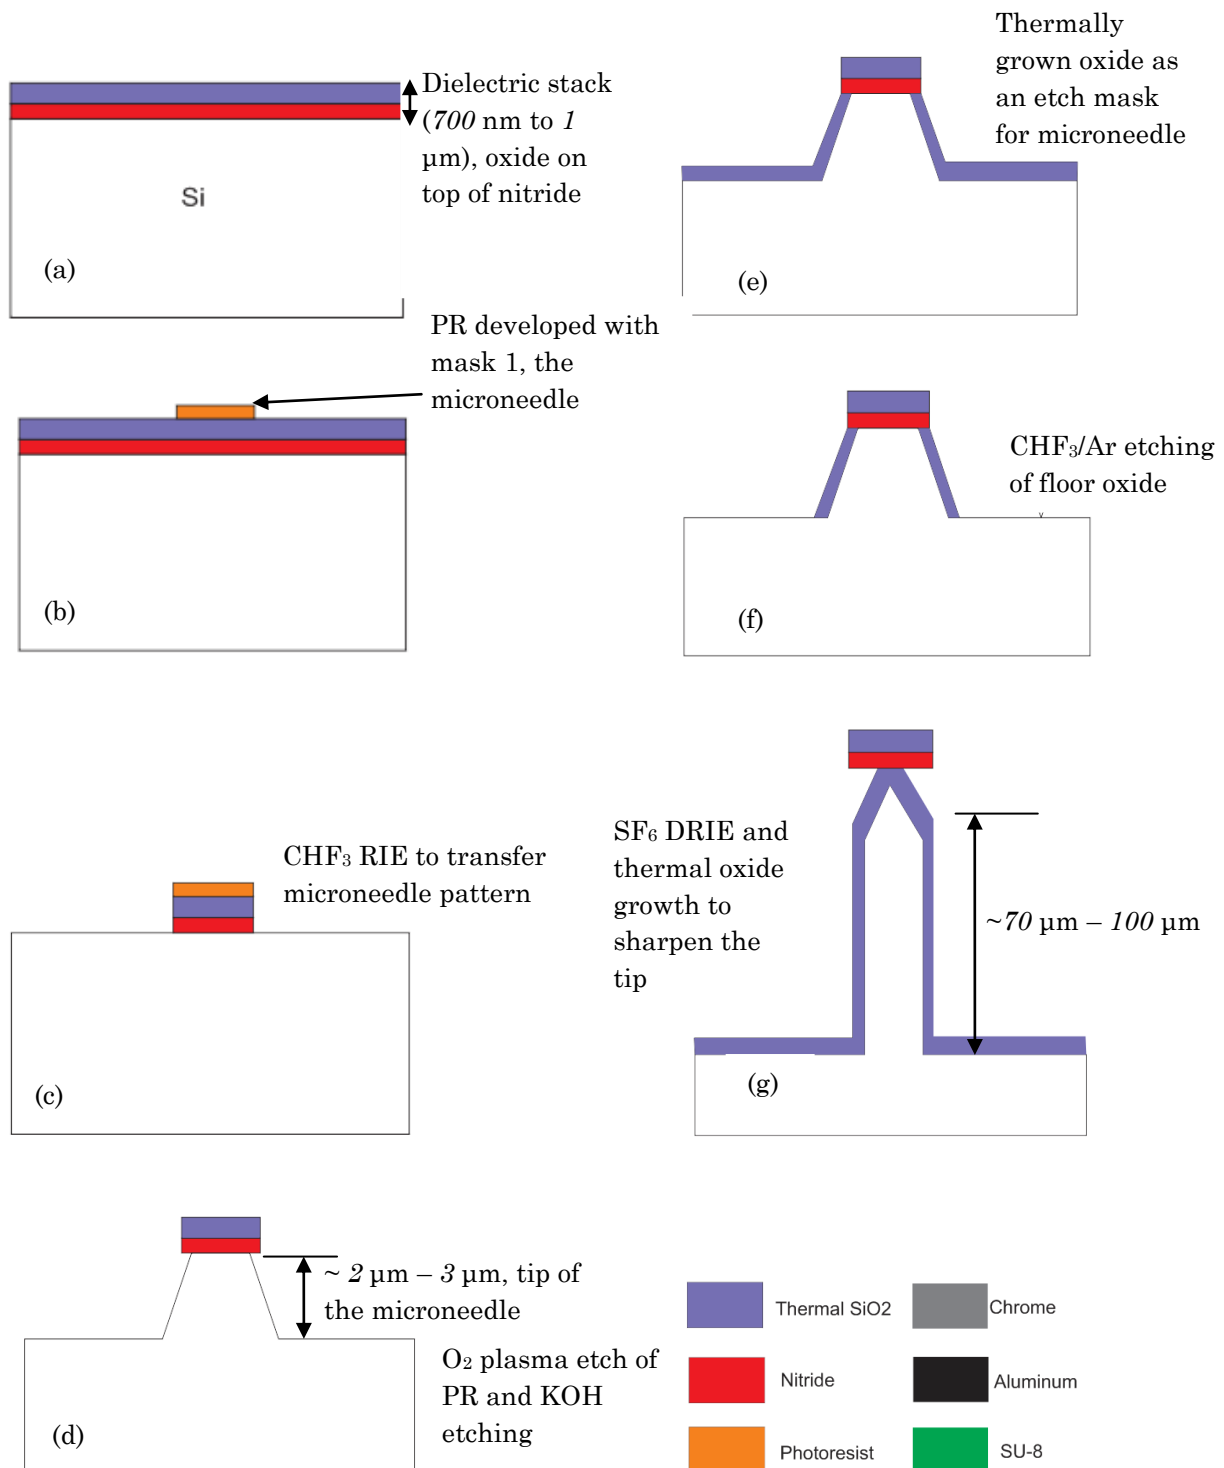 Dielectric stack
(700 nm to 1
µm), oxide on
top of nitride
Si
(a)
PR developed with
mask 1, the
microneedle
(b)
CHF₃ RIE to transfer
microneedle pattern
(c)
~ 2 µm – 3 µm, tip of
the microneedle
O₂ plasma etch of
PR and KOH
etching
(d)
Thermally
grown oxide as
an etch mask
for microneedle
(e)
CHF₃/Ar etching
of floor oxide
(f)
SF₆ DRIE and
thermal oxide
growth to
sharpen the
tip
~70 µm – 100 µm
(g)
Thermal SiO2
Chrome
Nitride
Aluminum
Photoresist
SU-8